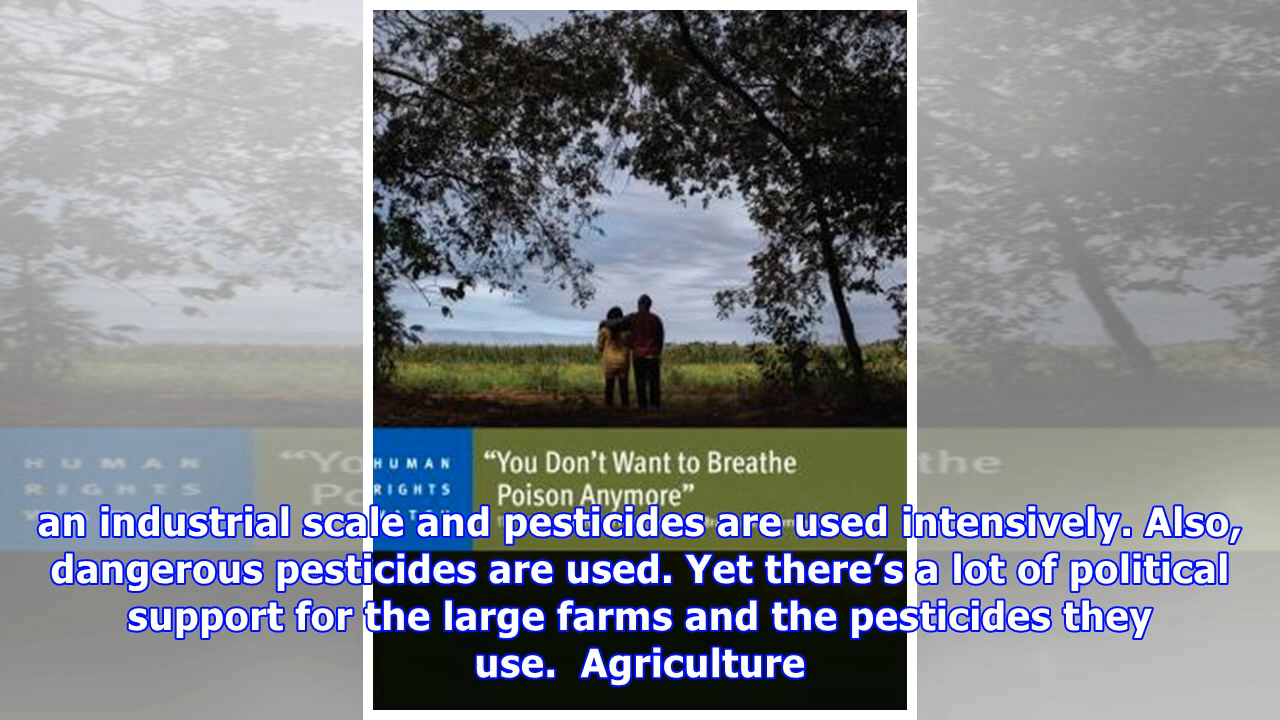 “You Don’t Want to Breathe
Poison Anymore”
HUMAN
RIGHTS
WATCH
an industrial scale and pesticides are used intensively. Also,
dangerous pesticides are used. Yet there’s a lot of political
support for the large farms and the pesticides they
use.  Agriculture